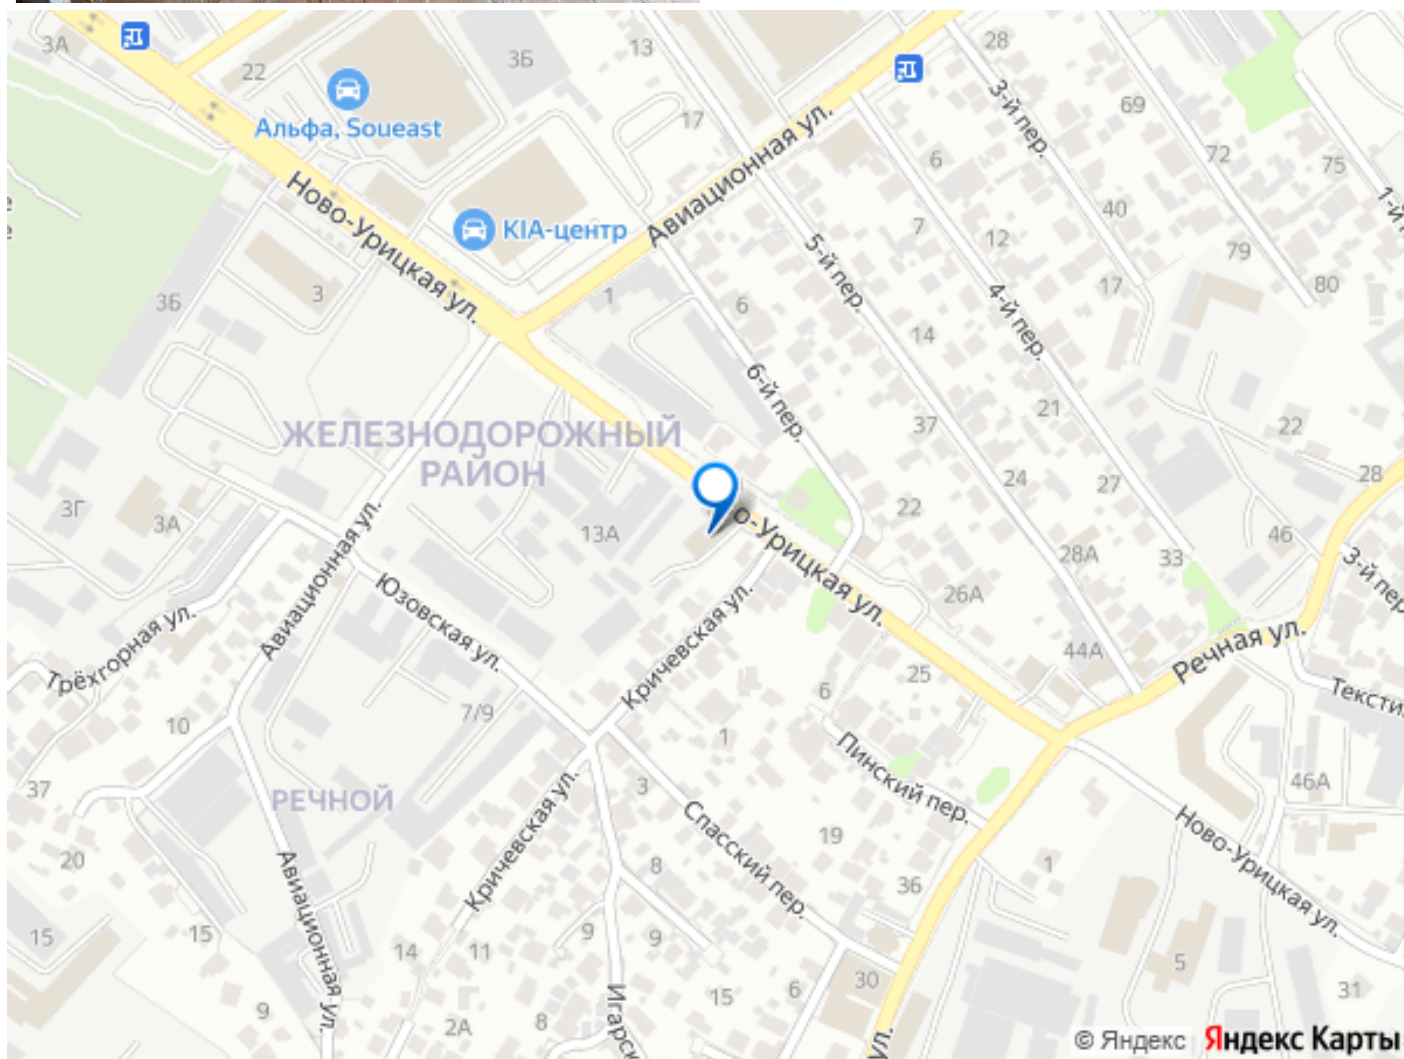 3А
22
3Б
13
28
Альфа, Soueast
17
Авиационная ул.
3-й пер.
69
6
72
75
Ново-Урицкая ул.
KIA-центр
7
12
40
79
80
3Б
3
1
6
5-й пер.
4-й пер.
17
14
6-й пер.
21
37
22
ЖЕЛЕЗНОДОРОЖНЫЙ
РАЙОН
24
27
28
3Г
3А
Авиационная ул.
13А
22
28А
33
46
о-Урицкая ул.
26А
3-й пер.
Юзовская ул.
Трёхгорная ул.
Кричевская ул.
44А
Речная ул.
25
6
10
7/9
1
Пинский пер.
37
РЕЧНОЙ
3
46А
Кричевская ул.
Спасский пер.
19
Ново-Урицкая ул.
20
8
36
1
Авиационная ул.
15
15
14
11
9
9
5
30
31
6
15
9
2А
8
ул.
© Яндекс
Яндекс Карты